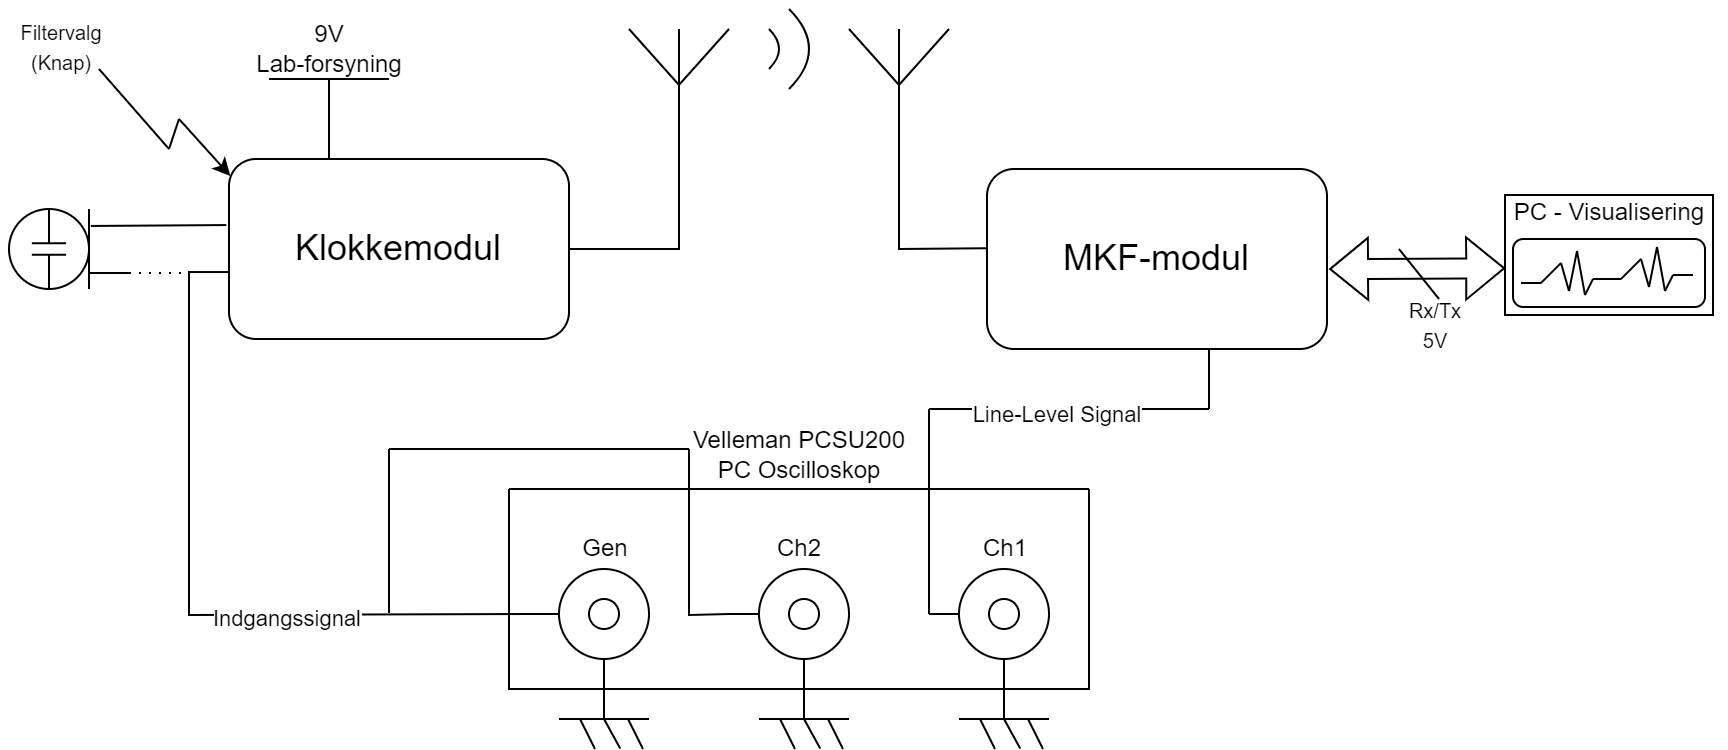 Filtervalg
(Knap)
9V
Lab-forsyning
Klokkemodul
MKF-modul
PC - Visualisering
Rx/Tx
5V
Line-Level Signal
Velleman PCSU200
PC Oscilloskop
Gen
Ch2
Ch1
Indgangssignal